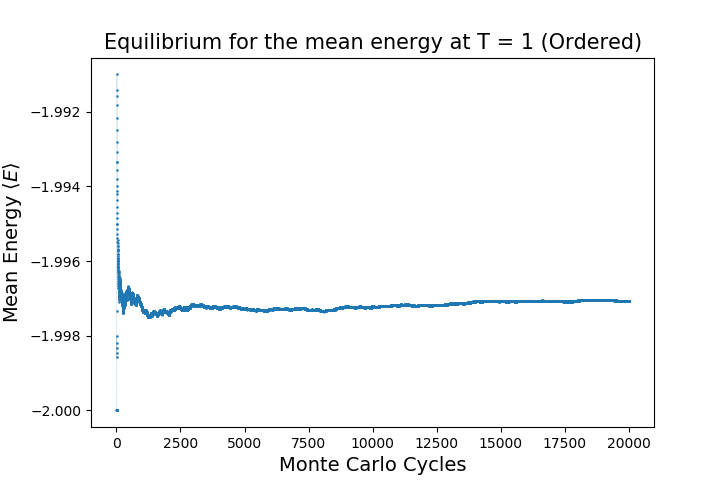 Equilibrium for the mean energy at T = 1 (Ordered)
Mean Energy ⟨E⟩
−1.992
−1.994
−1.996
−1.998
−2.000
0 2500 5000 7500 10000 12500 15000 17500 20000
Monte Carlo Cycles